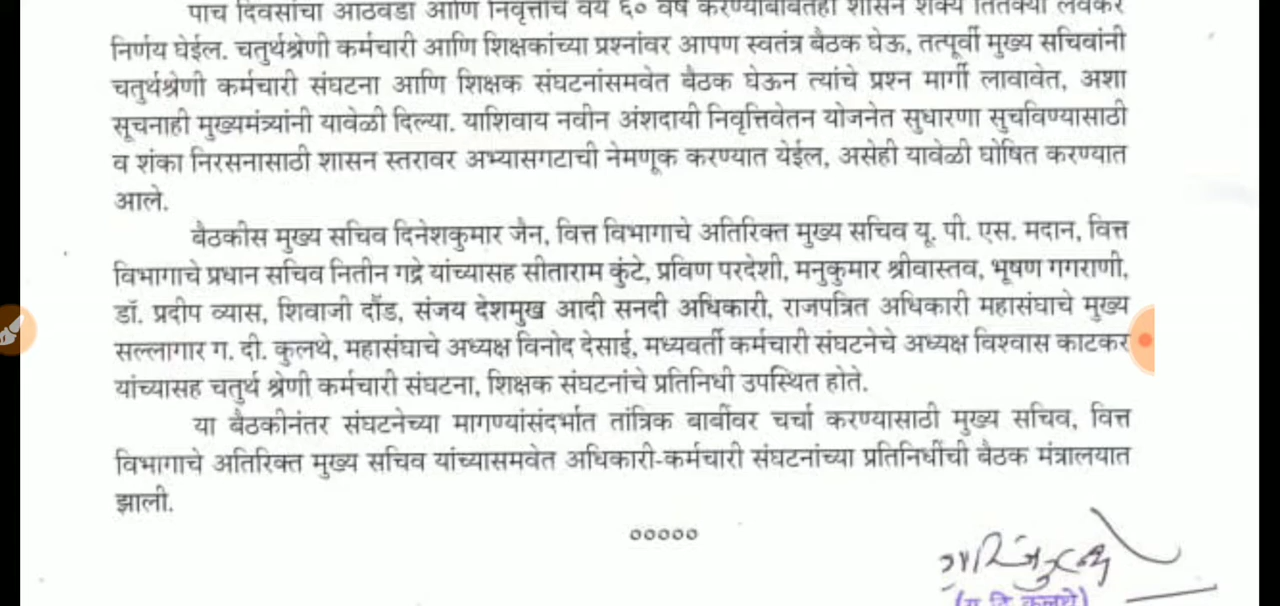 पाच दिवसांचा आठवडा आणि निवृत्तीचे वय ६० वर्षे करण्याबाबतही शासन शक्य तितक्या लवकर
निर्णय घेईल. चतुर्थश्रेणी कर्मचारी आणि शिक्षकांच्या प्रश्नांवर आपण स्वतंत्र बैठक घेऊ, तत्पूर्वी मुख्य सचिवांनी
चतुर्थश्रेणी कर्मचारी संघटना आणि शिक्षक संघटनांसमवेत बैठक घेऊन त्यांचे प्रश्न मार्गी लावावेत, अशा
सूचनाही मुख्यमंत्र्यांनी यावेळी दिल्या. याशिवाय नवीन अंशदायी निवृत्तिवेतन योजनेत सुधारणा सुचविण्यासाठी
व शंका निरसनासाठी शासन स्तरावर अभ्यासगटाची नेमणूक करण्यात येईल, असेही यावेळी घोषित करण्यात
आले.
बैठकीस मुख्य सचिव दिनेशकुमार जैन, वित्त विभागाचे अतिरिक्त मुख्य सचिव यू. पी. एस. मदान, वित्त
विभागाचे प्रधान सचिव नितीन गद्रे यांच्यासह सीताराम कुंटे, प्रविण परदेशी, मनुकुमार श्रीवास्तव, भूषण गगराणी,
डॉ. प्रदीप व्यास, शिवाजी दौंड, संजय देशमुख आदी सनदी अधिकारी, राजपत्रित अधिकारी महासंघाचे मुख्य
सल्लागार ग. दी. कुलथे, महासंघाचे अध्यक्ष विनोद देसाई, मध्यवर्ती कर्मचारी संघटनेचे अध्यक्ष विश्वास काटकर
यांच्यासह चतुर्थ श्रेणी कर्मचारी संघटना, शिक्षक संघटनांचे प्रतिनिधी उपस्थित होते.
या बैठकीनंतर संघटनेच्या मागण्यांसंदर्भात तांत्रिक बाबींवर चर्चा करण्यासाठी मुख्य सचिव, वित्त
विभागाचे अतिरिक्त मुख्य सचिव यांच्यासमवेत अधिकारी-कर्मचारी संघटनांच्या प्रतिनिधींची बैठक मंत्रालयात
झाली.
०००००
(ग. दि. कुलथे)